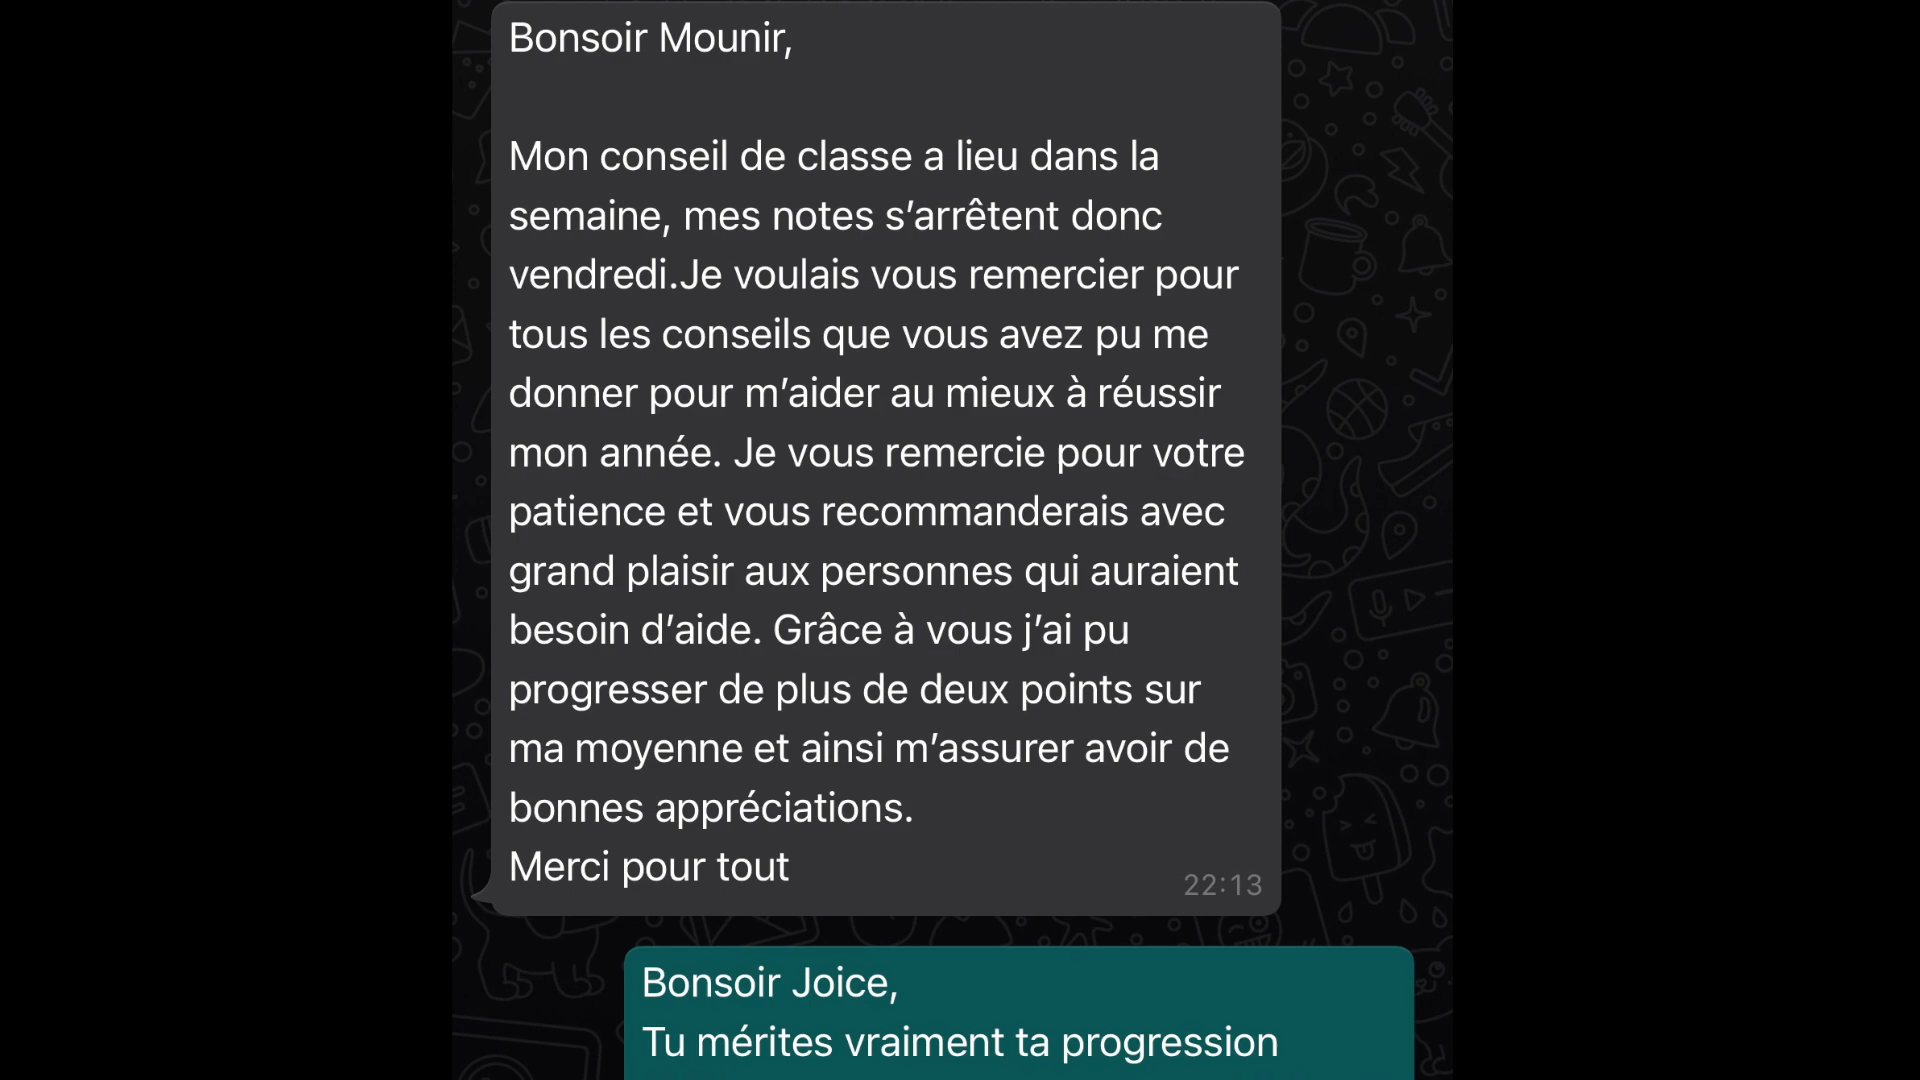 Bonsoir Mounir,
Mon conseil de classe a lieu dans la
semaine, mes notes s’arrêtent donc
vendredi.Je voulais vous remercier pour
tous les conseils que vous avez pu me
donner pour m’aider au mieux à réussir
mon année. Je vous remercie pour votre
patience et vous recommanderais avec
grand plaisir aux personnes qui auraient
besoin d’aide. Grâce à vous j’ai pu
progresser de plus de deux points sur
ma moyenne et ainsi m’assurer avoir de
bonnes appréciations.
Merci pour tout
22:13
Bonsoir Joice,
Tu mérites vraiment ta progression